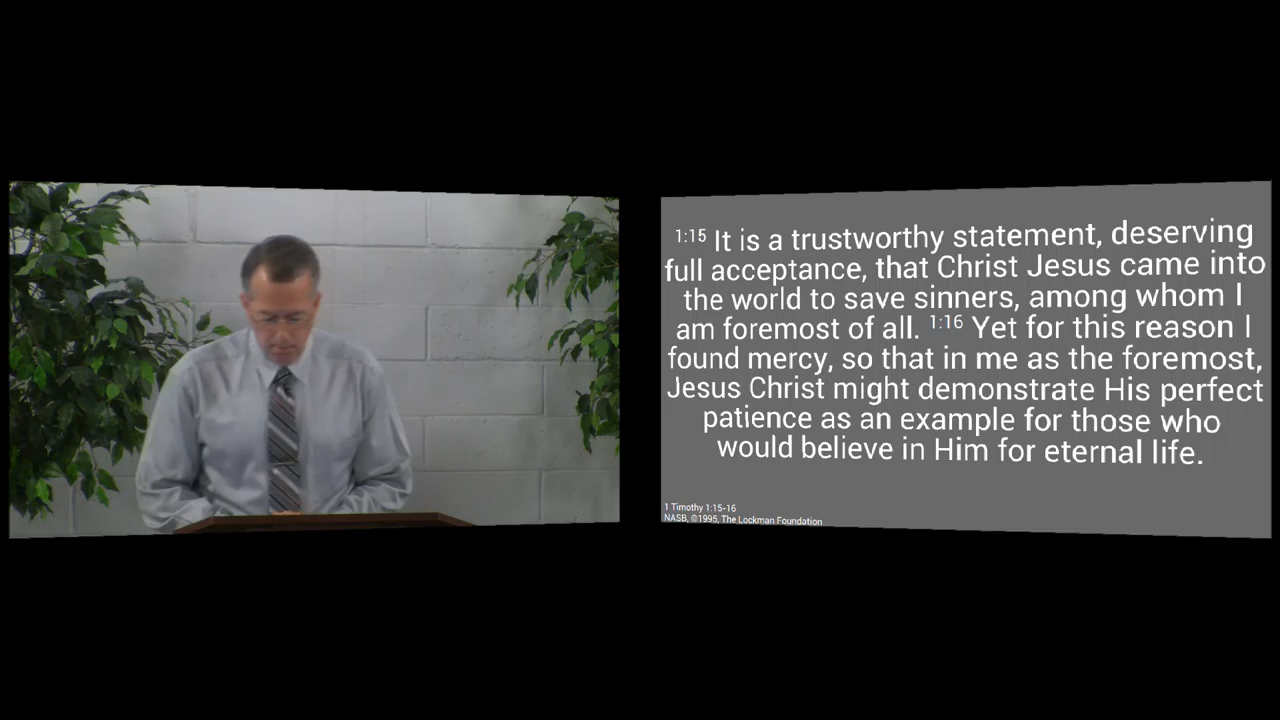 1:15 It is a trustworthy statement, deserving
full acceptance, that Christ Jesus came into
the world to save sinners, among whom I
am foremost of all. 1:16 Yet for this reason I
found mercy, so that in me as the foremost,
Jesus Christ might demonstrate His perfect
patience as an example for those who
would believe in Him for eternal life.
1 Timothy 1:15-16
NASB, ©1995, The Lockman Foundation